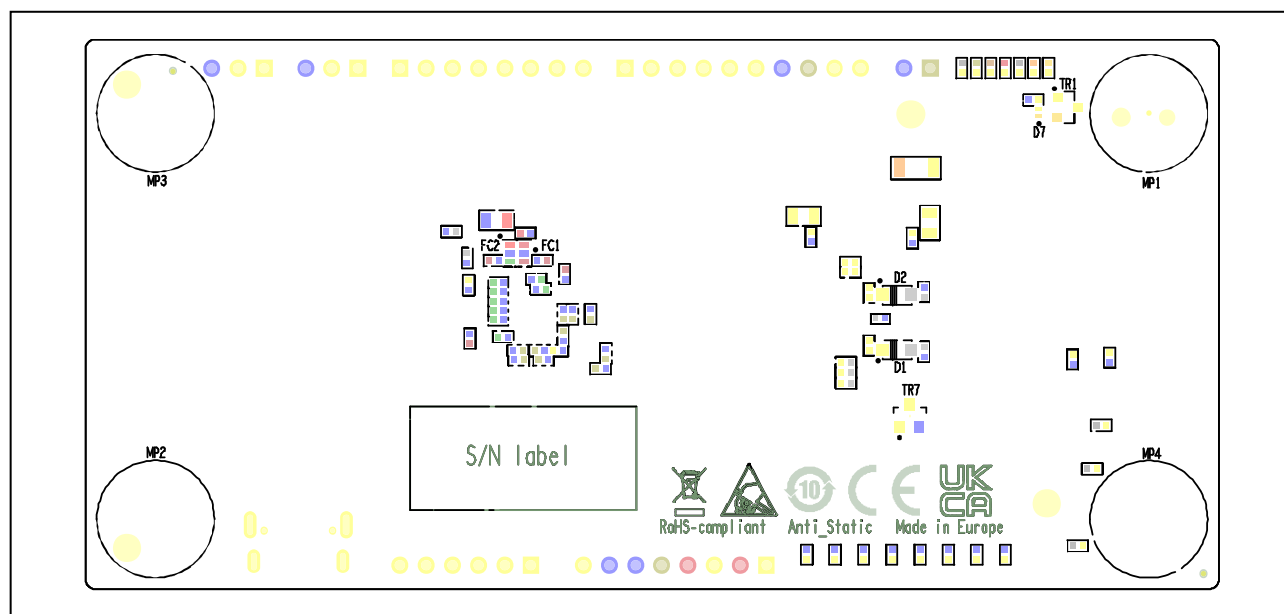 TR1
D7
MP3
MP1
FC2
FC1
D2
D1
TR7
S/N label
MP2
MP4
10
CE
UK
CA
RoHS-compliant Anti_Static Made in Europe